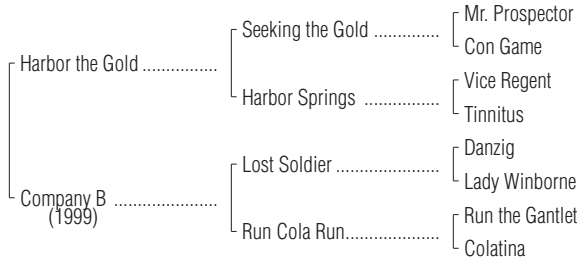 Mr. Prospector
Seeking the Gold ..............
Con Game
Harbor the Gold ................
Vice Regent
Harbor Springs ................
Tinnitus
Danzig
Lost Soldier ......................
Lady Winborne
Company B ......................
(1999)
Run the Gantlet
Run Cola Run....................
Colatina